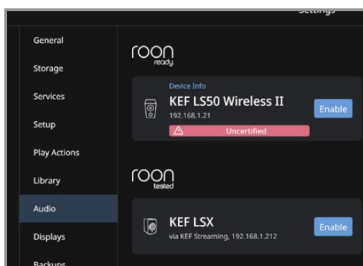 Settings
General
Storage
Services
Setup
Play Actions
Library
Audio
Displays
Backups
roon
ready
Device Info
KEF LS50 Wireless II
192.168.1.21
Uncertified
Enable
roon
tested
KEF LSX
via KEF Streaming, 192.168.1.212
Enable